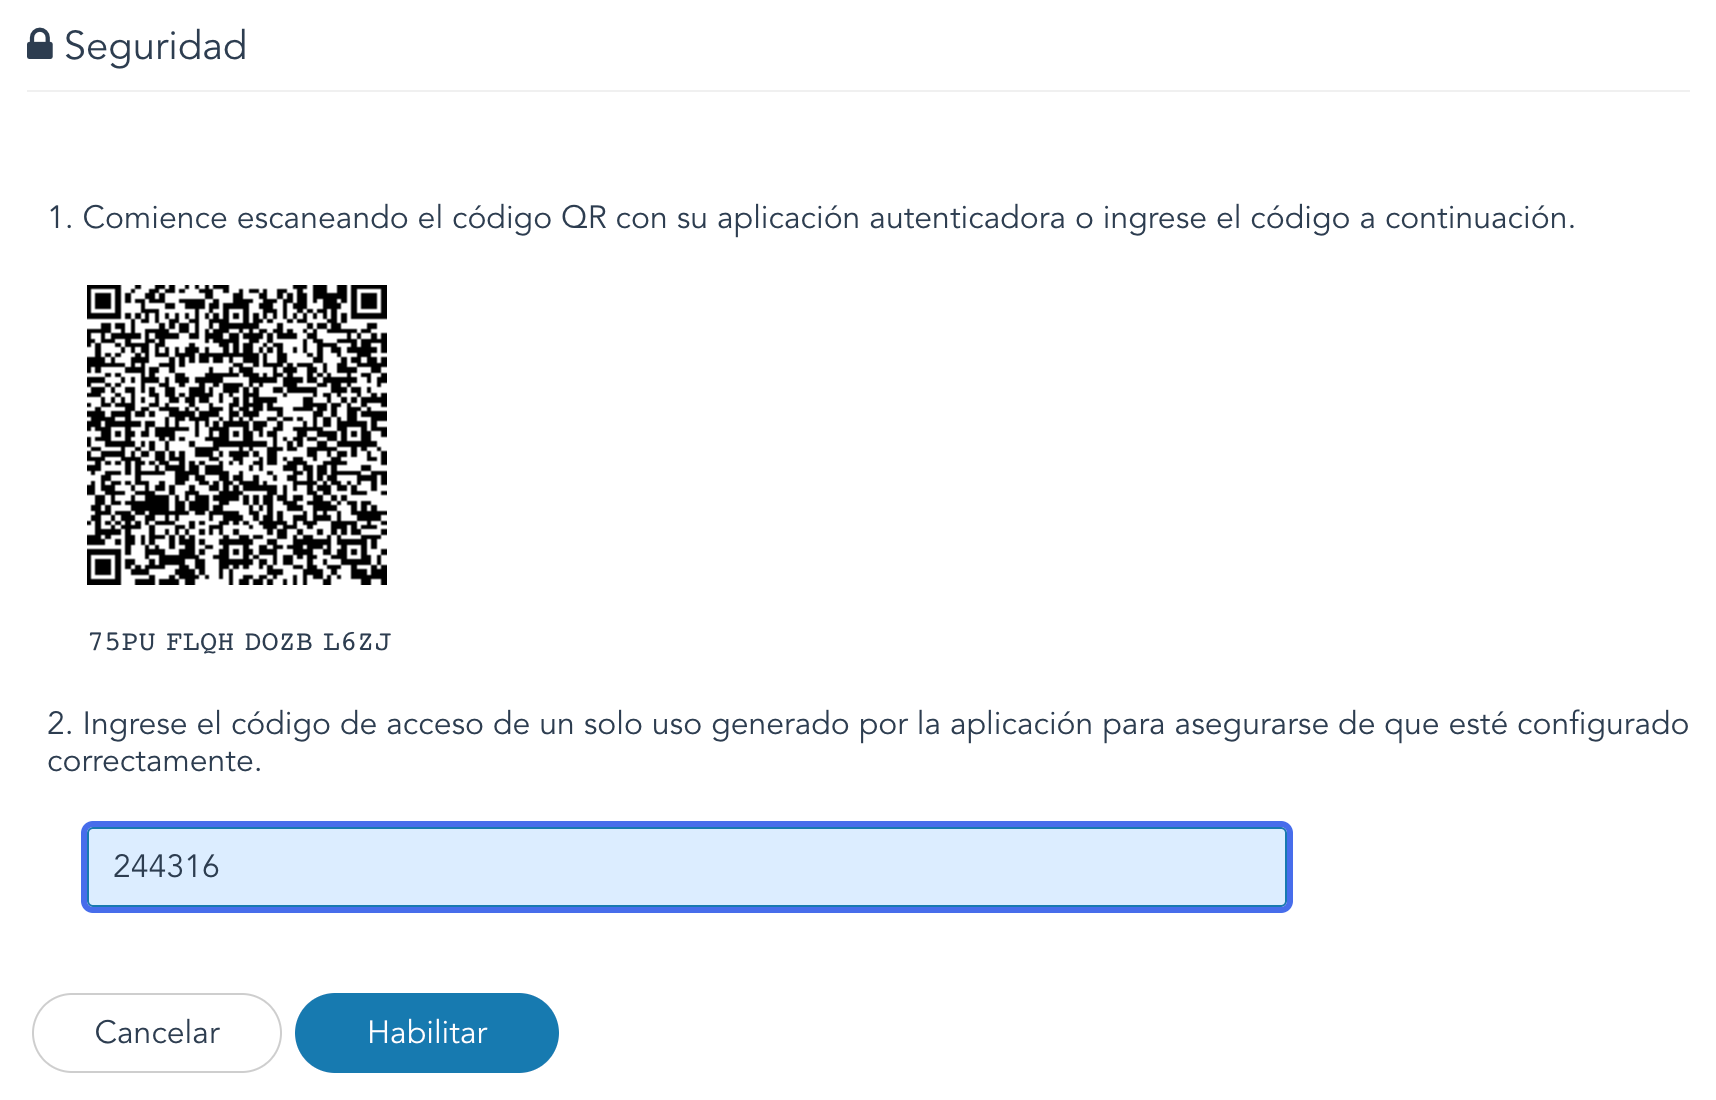 Seguridad
1. Comience escaneando el código QR con su aplicación autenticadora o ingrese el código a continuación.
75PU FLQH DOZB L6ZJ
2. Ingrese el código de acceso de un solo uso generado por la aplicación para asegurarse de que esté configurado
correctamente.
244316
Cancelar
Habilitar